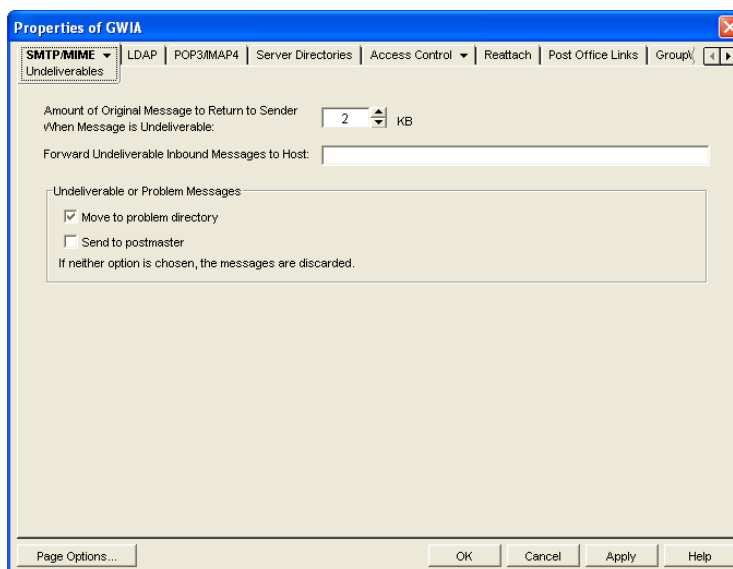 Properties of GWIA
SMTP/MIME LDAP POP3/IMAP4 Server Directories Access Control Reattach Post Office Links Group
Undeliverables
Amount of Original Message to Return to Sender
When Message is Undeliverable: 2 KB
Forward Undeliverable Inbound Messages to Host:
Undeliverable or Problem Messages
Move to problem directory
Send to postmaster
If neither option is chosen, the messages are discarded.
Page Options... OK Cancel Apply Help